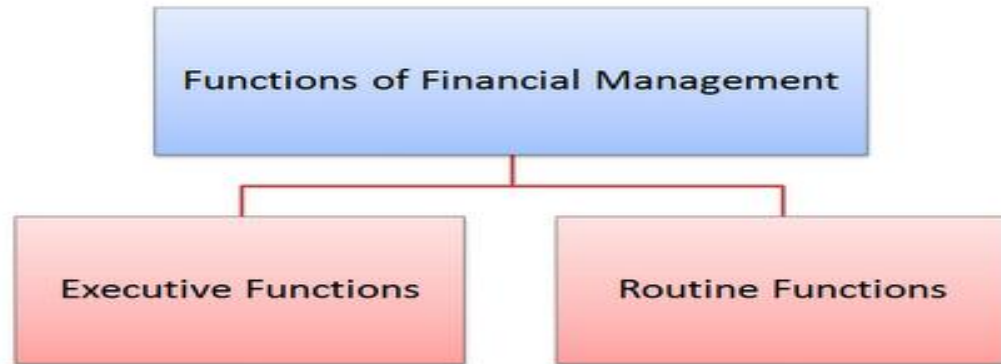 Functions of Financial Management
Executive Functions
Routine Functions